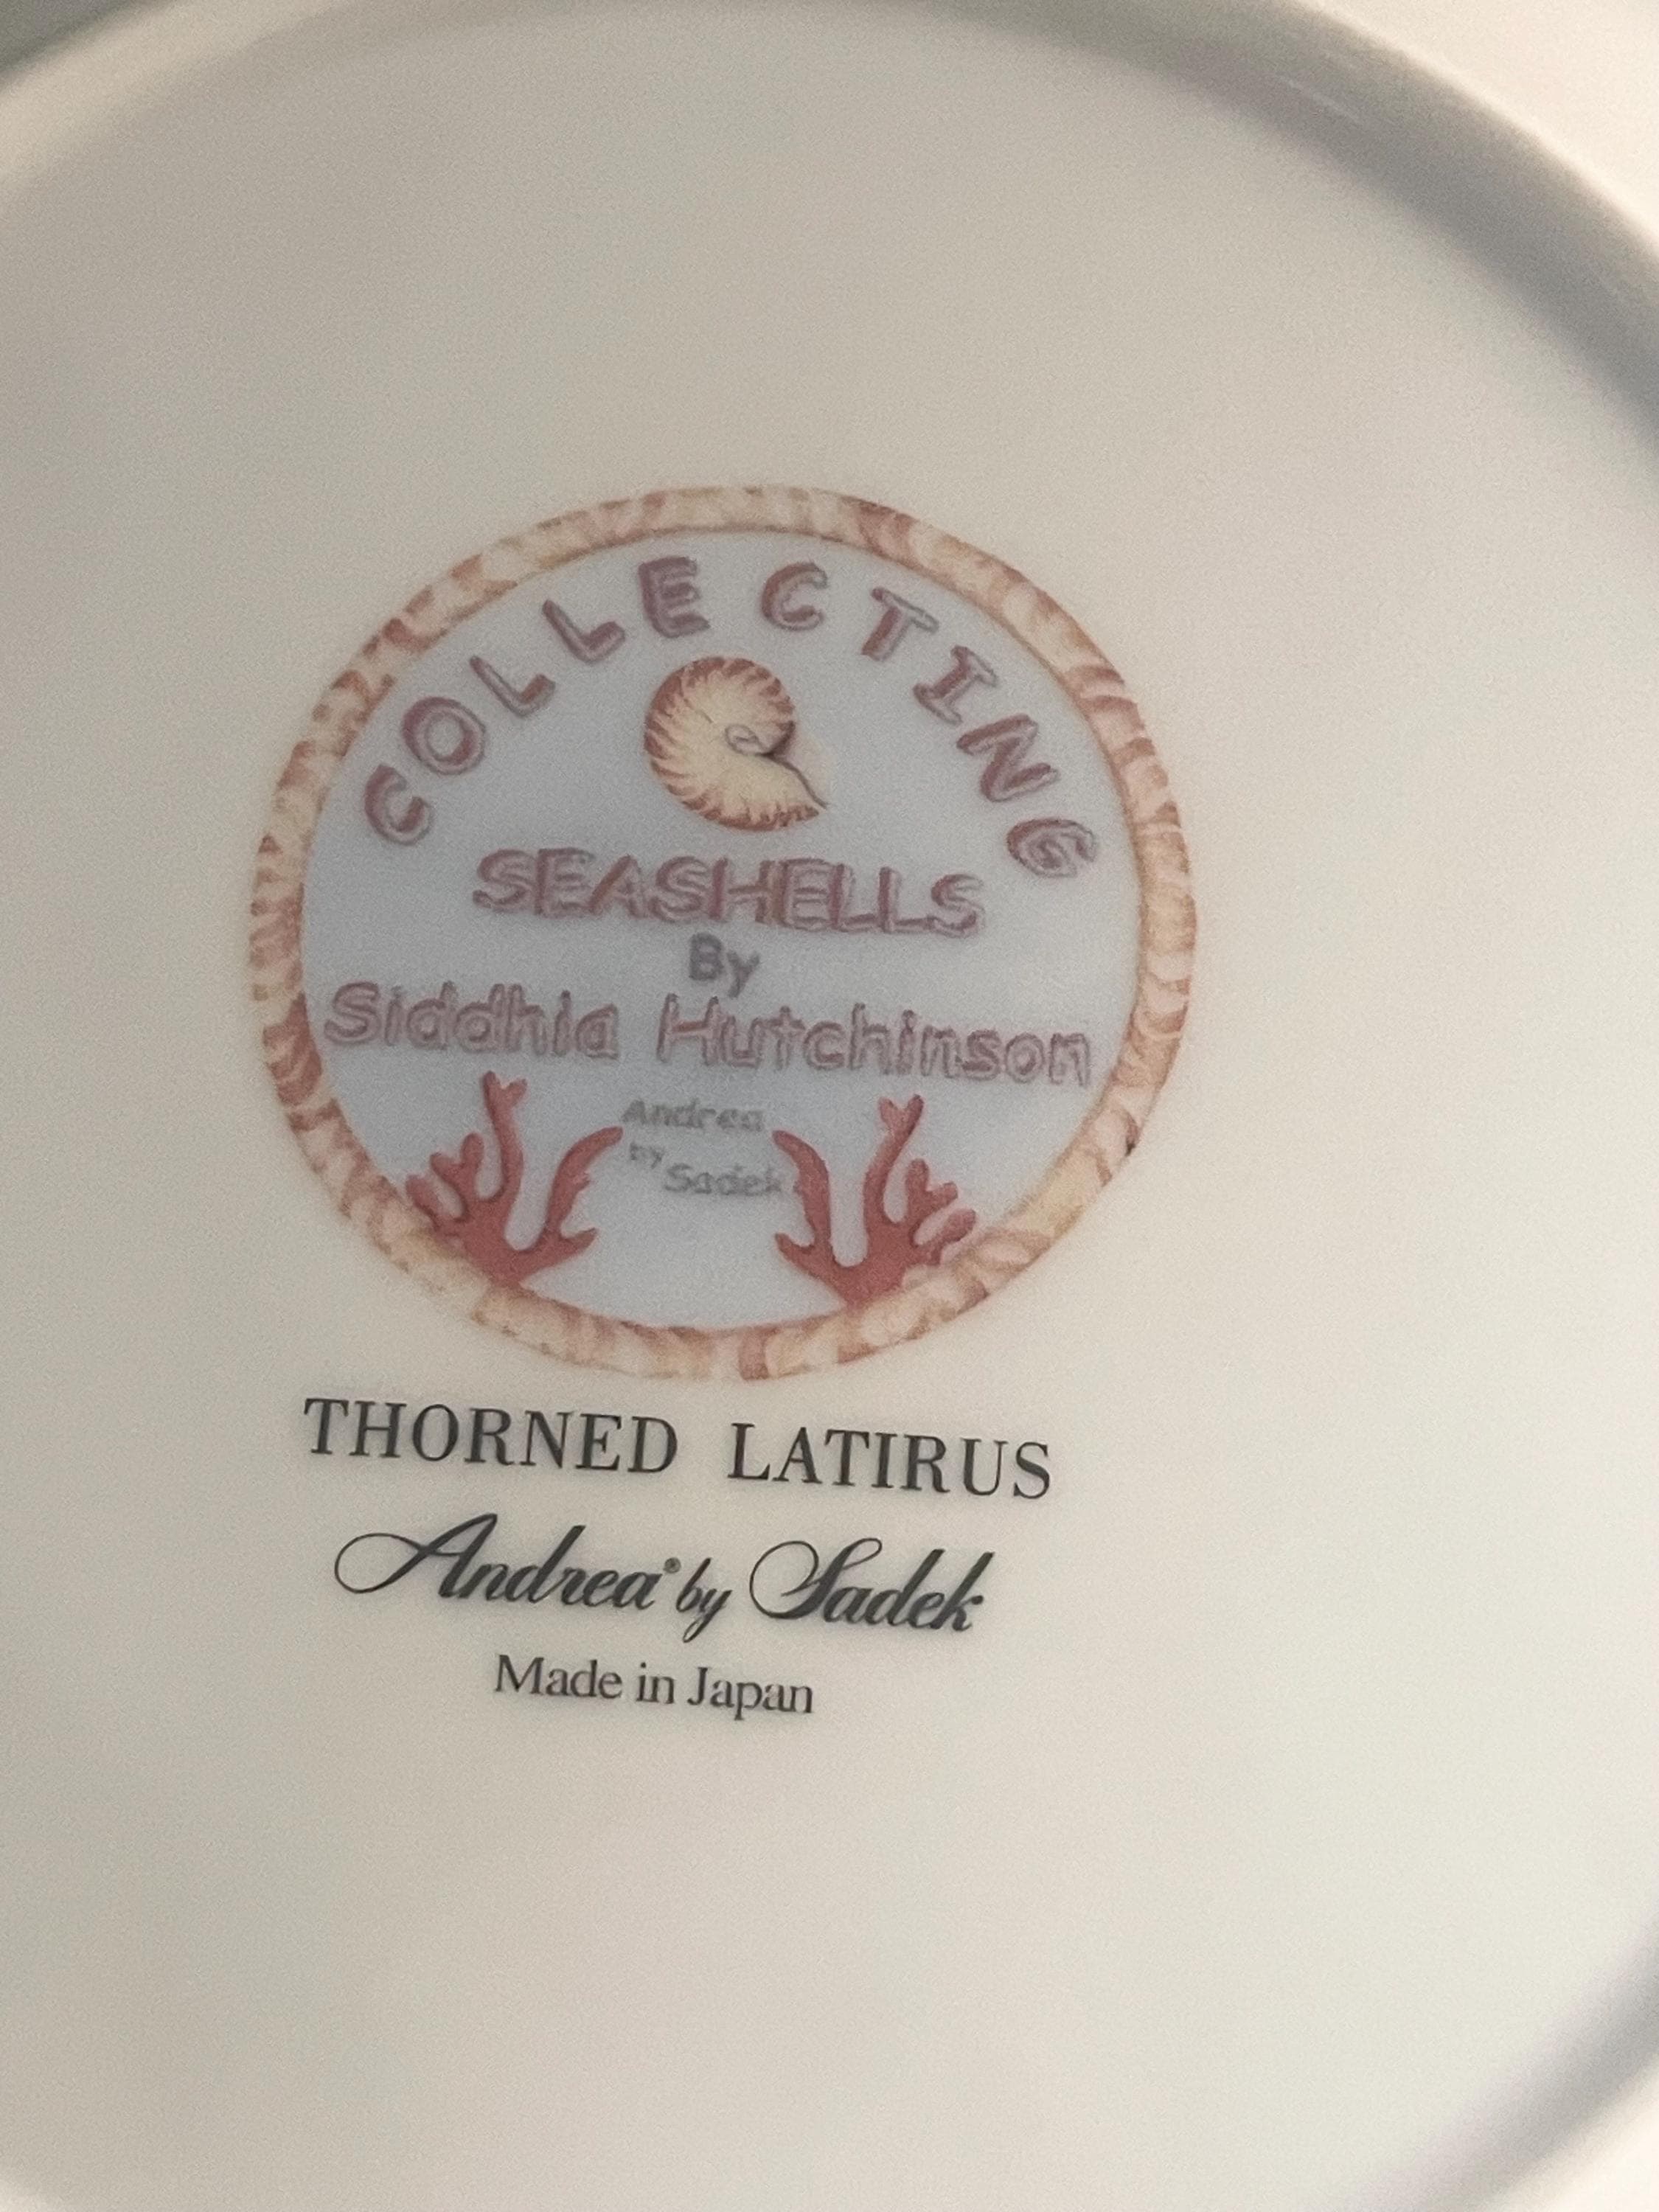 COLLECTING
SEASHELLS
By
Siddhia Hutchinson
Andrea
by
Sadek
THORNED LATIRUS
Andrea® by Sadek
Made in Japan